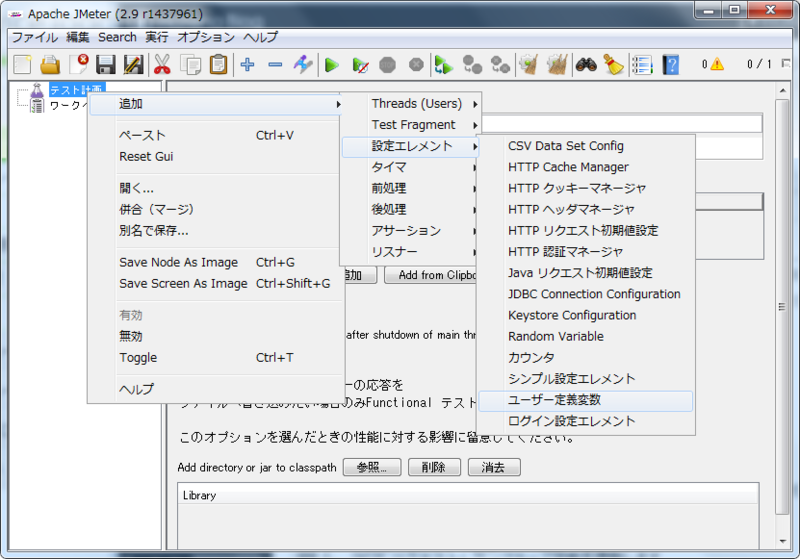 Apache JMeter (2.9 r1437961)
ファイル 編集 Search 実行 オプション ヘルプ
0 0 / 1
テスト計画
ワーク
追加
ペースト Ctrl+V
Reset Gui
開く...
併合（マージ）
別名で保存...
Save Node As Image Ctrl+G
Save Screen As Image Ctrl+Shift+G
有効
無効
Toggle Ctrl+T
ヘルプ
Threads (Users)
Test Fragment
設定エレメント
タイマ
前処理
後処理
アサーション
リスナー
CSV Data Set Config
HTTP Cache Manager
HTTP クッキーマネージャ
HTTP ヘッダマネージャ
HTTP リクエスト初期値設定
HTTP 認証マネージャ
Java リクエスト初期値設定
JDBC Connection Configuration
Keystore Configuration
Random Variable
カウンタ
シンプル設定エレメント
ユーザー定義変数
ログイン設定エレメント
追加 Add from Clipbo
after shutdown of main thr
ーの応答を
のみFunctional テスト
このオプションを選んだときの性能に対する影響に留意してください。
Add directory or jar to classpath 参照... 削除 消去
Library